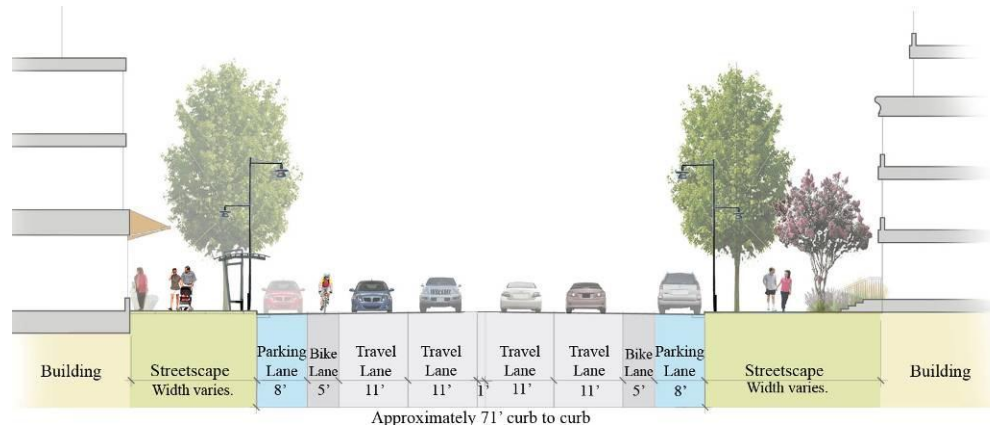 Building
Streetscape
Width varies.
Parking
Lane
8’
Bike
Lane
5’
Travel
Lane
11’
Travel
Lane
11’
1’
Travel
Lane
11’
Travel
Lane
11’
Bike
Lane
5’
Parking
Lane
8’
Streetscape
Width varies.
Building
Approximately 71’ curb to curb